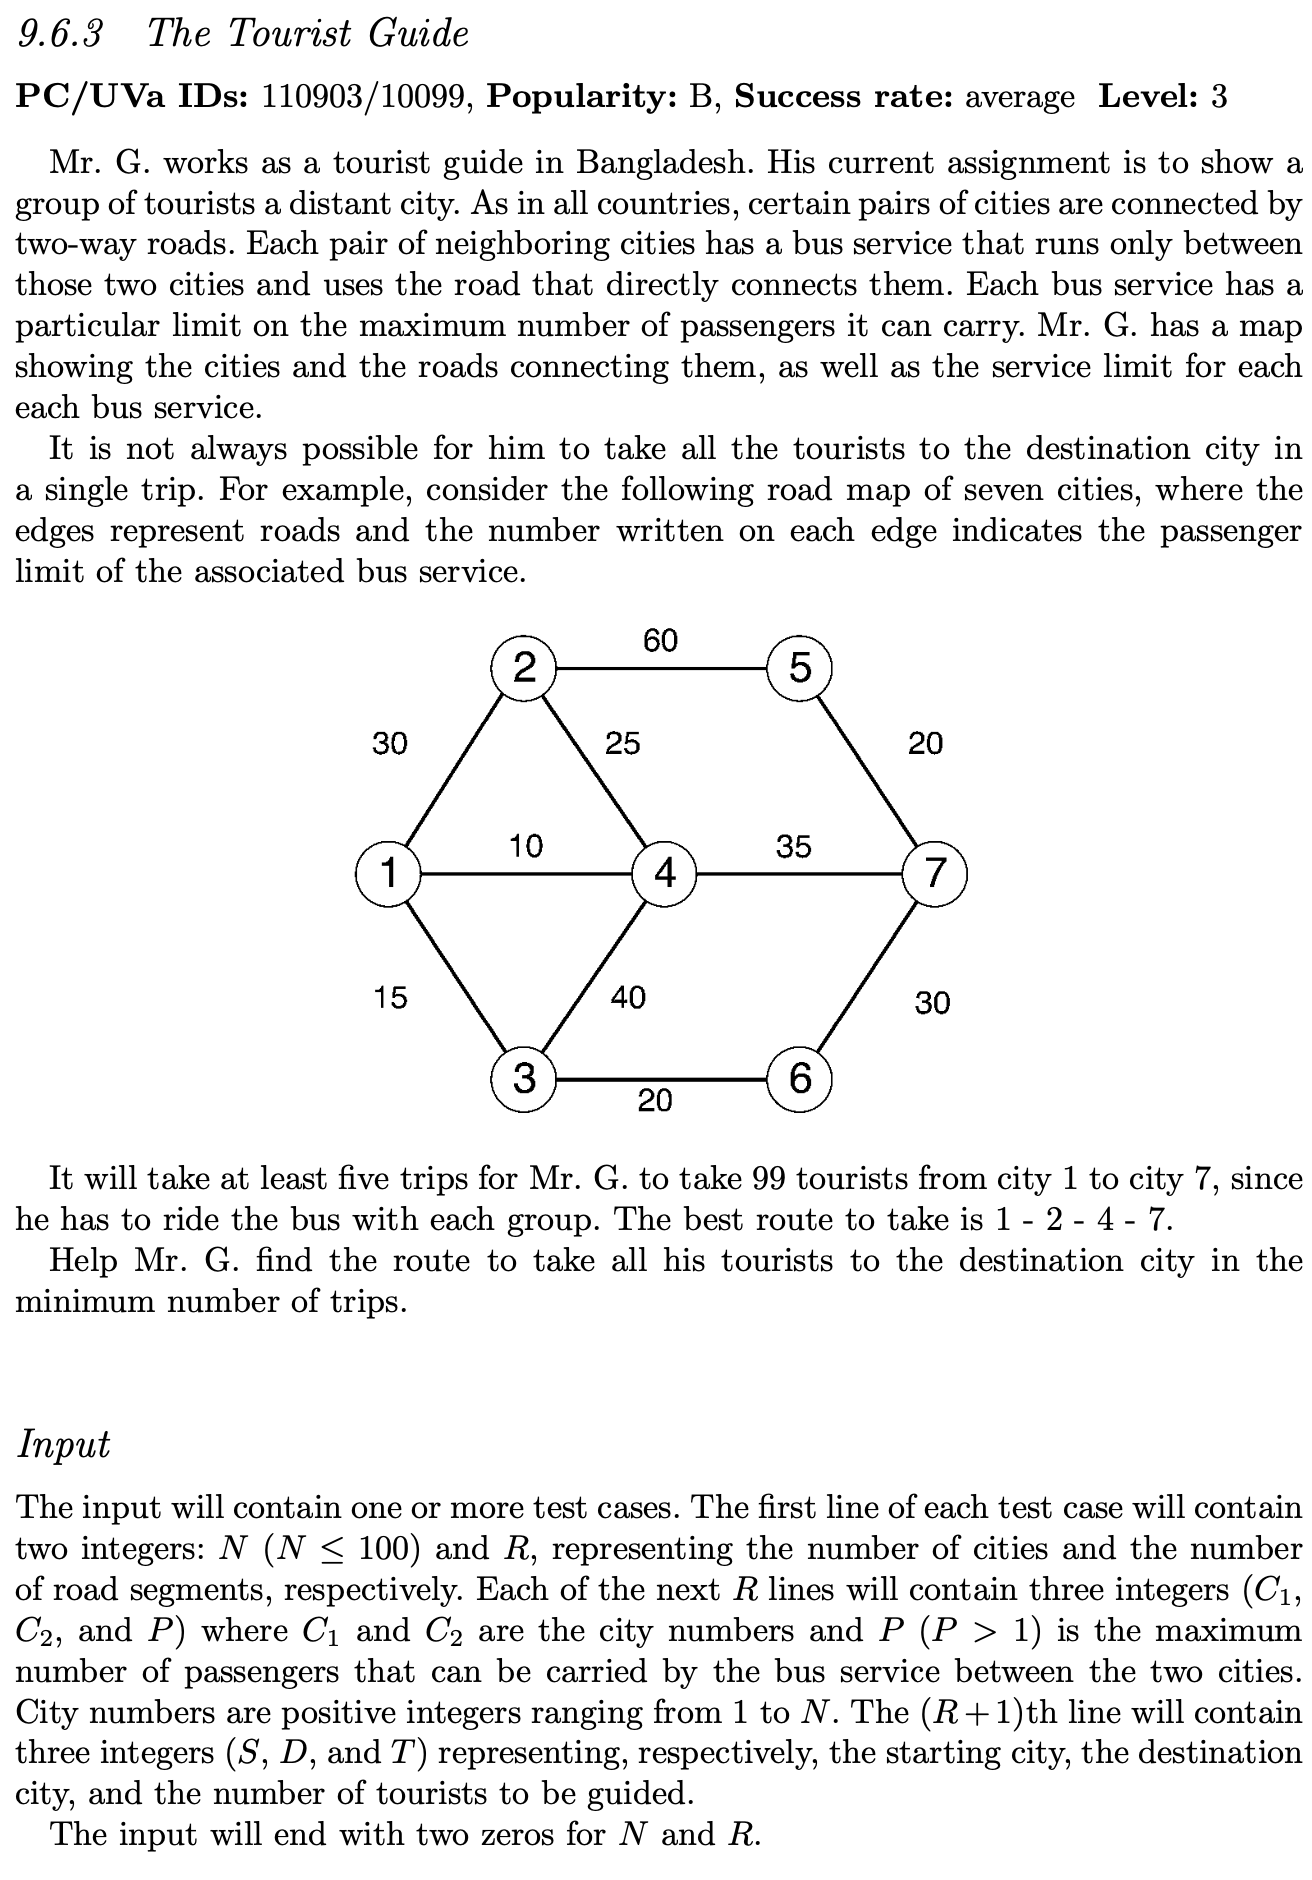 9.6.3 The Tourist Guide
PC/UVa IDs: 110903/10099, Popularity: B, Success rate: average Level: 3
Mr. G. works as a tourist guide in Bangladesh. His current assignment is to show a
group of tourists a distant city. As in all countries, certain pairs of cities are connected by
two-way roads. Each pair of neighboring cities has a bus service that runs only between
those two cities and uses the road that directly connects them. Each bus service has a
particular limit on the maximum number of passengers it can carry. Mr. G. has a map
showing the cities and the roads connecting them, as well as the service limit for each
each bus service.
It is not always possible for him to take all the tourists to the destination city in
a single trip. For example, consider the following road map of seven cities, where the
edges represent roads and the number written on each edge indicates the passenger
limit of the associated bus service.
60
2 5
30 25 20
10 35
1 4 7
15 40 30
3 6
20
It will take at least five trips for Mr. G. to take 99 tourists from city 1 to city 7, since
he has to ride the bus with each group. The best route to take is 1 - 2 - 4 - 7.
Help Mr. G. find the route to take all his tourists to the destination city in the
minimum number of trips.
Input
The input will contain one or more test cases. The first line of each test case will contain
two integers: N (N ≤ 100) and R, representing the number of cities and the number
of road segments, respectively. Each of the next R lines will contain three integers (C₁,
C₂, and P) where C₁ and C₂ are the city numbers and P (P > 1) is the maximum
number of passengers that can be carried by the bus service between the two cities.
City numbers are positive integers ranging from 1 to N. The (R+1)th line will contain
three integers (S, D, and T) representing, respectively, the starting city, the destination
city, and the number of tourists to be guided.
The input will end with two zeros for N and R.